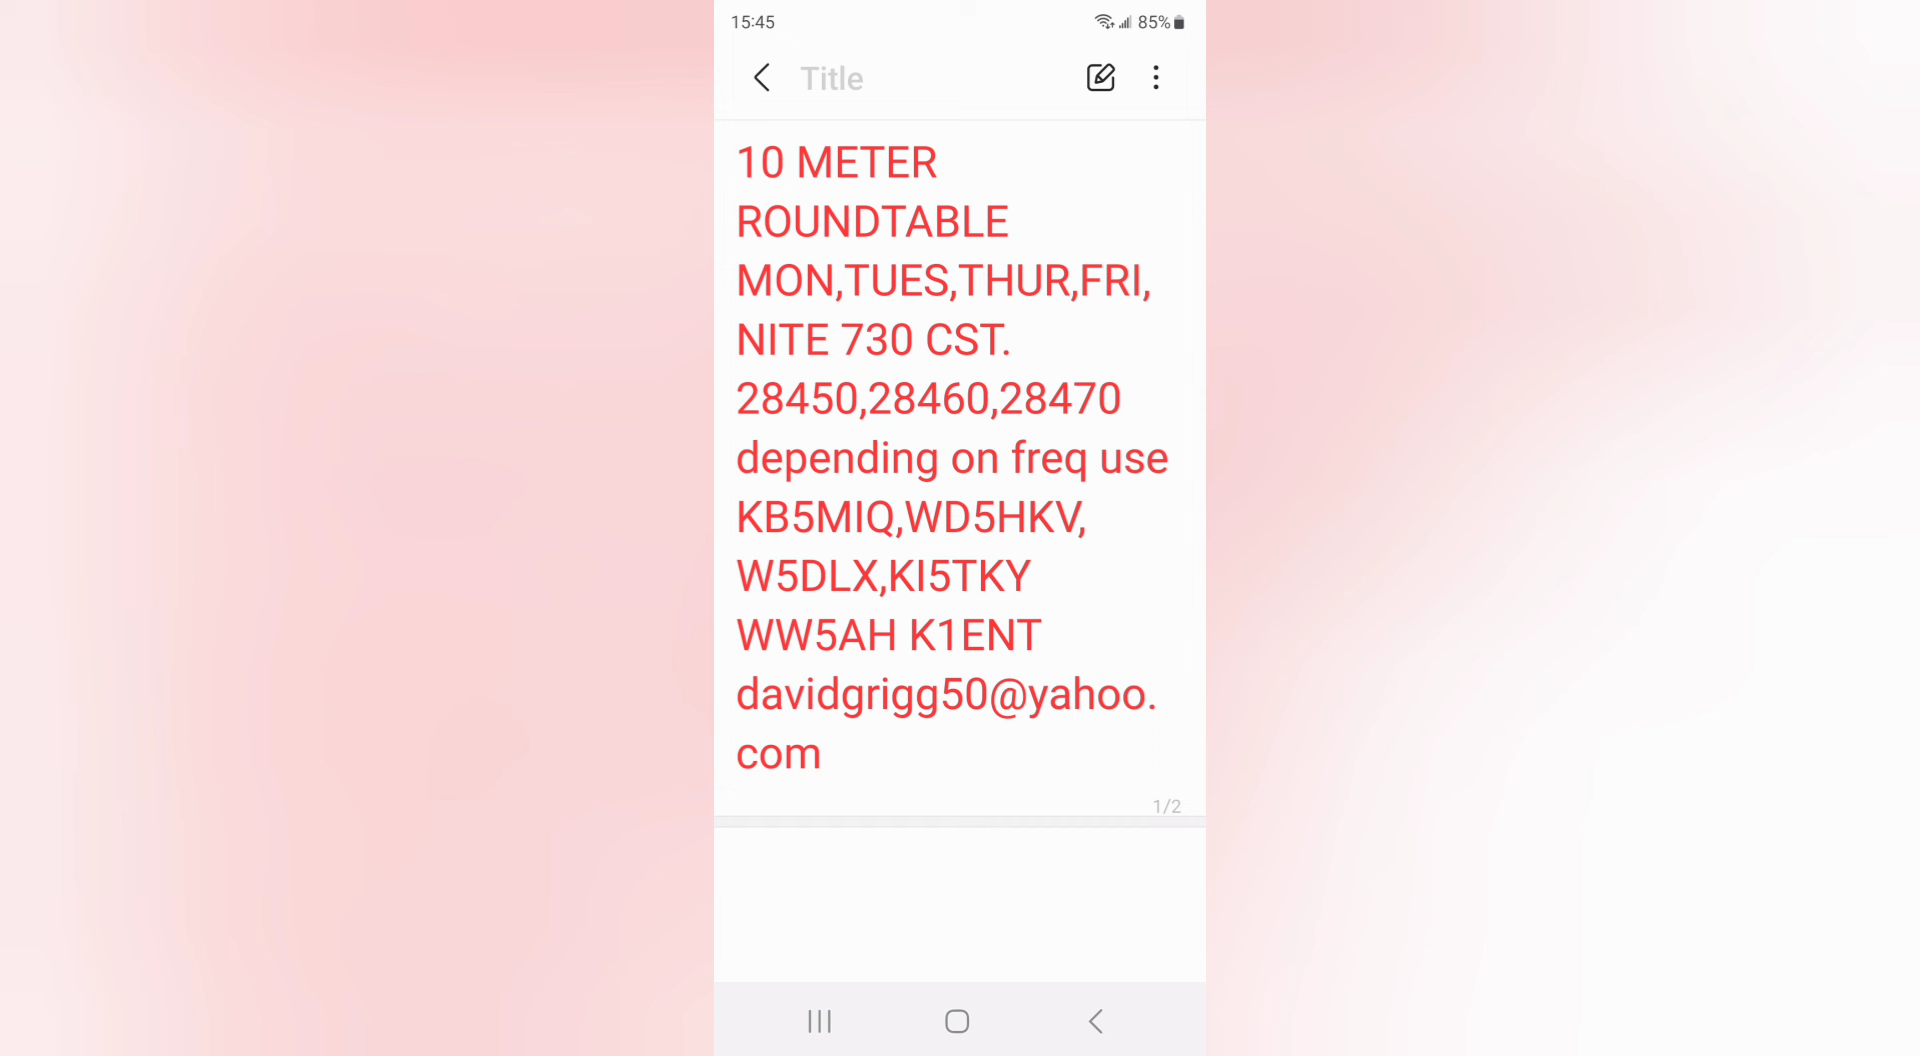 15:45
85%
Title
10 METER
ROUNDTABLE
MON,TUES,THUR,FRI,
NITE 730 CST.
28450,28460,28470
depending on freq use
KB5MIQ,WD5HKV,
W5DLX,KI5TKY
WW5AH K1ENT
davidgrigg50@yahoo.
com
1/2